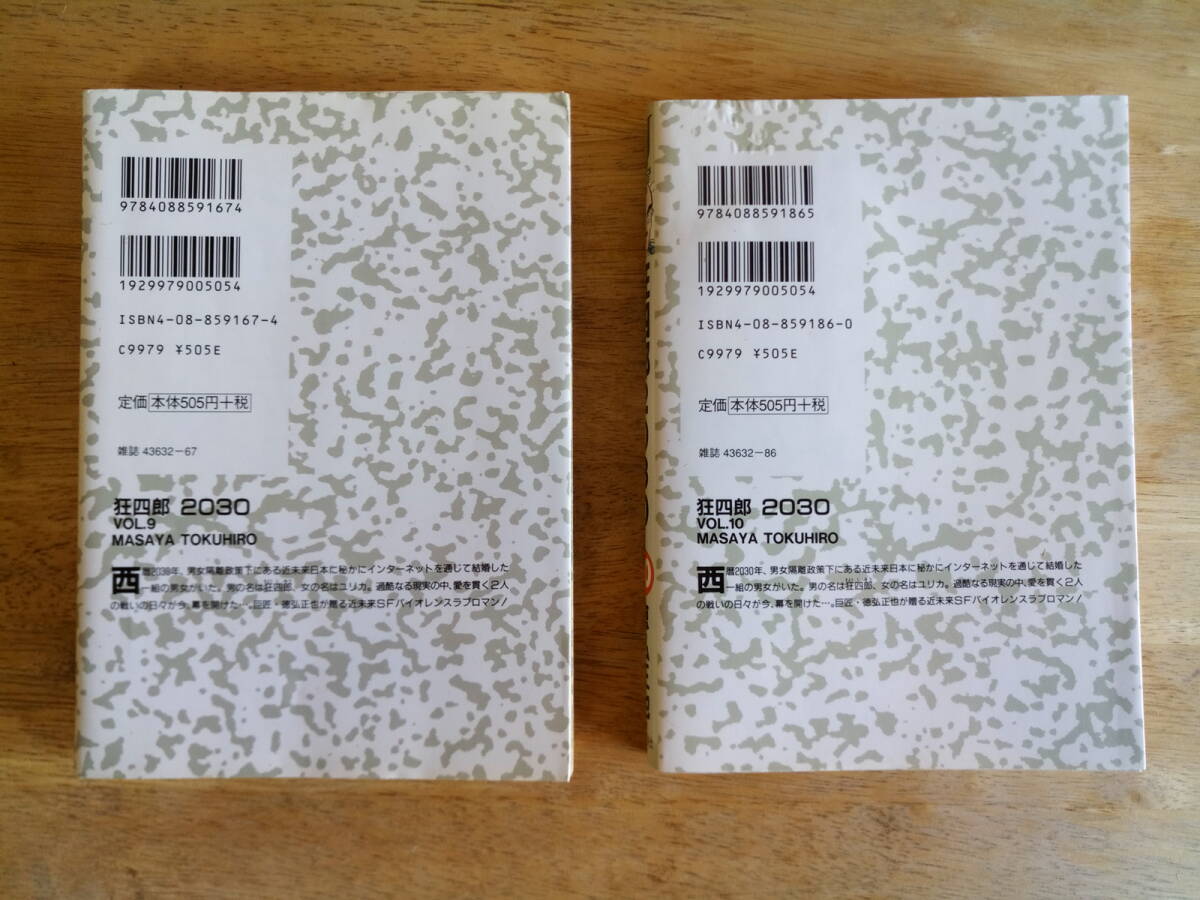 9784088591674
1929979005054
ISBN4-08-859167-4
C9979 ¥505E
定価 本体505円+税
雑誌 43632-67
狂四郎 2030
VOL.9
MASAYA TOKUHIRO
西暦2030年、男女隔離政策下にある近未来日本に秘かにインターネットを通じて結婚した
一組の男女がいた。男の名は狂四郎、女の名はユリカ。過酷なる現実の中、愛を貫く2人
の戦いの日々が今、幕を開けた…。巨匠・徳弘正也が贈る近未来SFバイオレンスラブロマン!
9784088591865
1929979005054
ISBN4-08-859186-0
C9979 ¥505E
定価 本体505円+税
雑誌 43632-86
狂四郎 2030
VOL.10
MASAYA TOKUHIRO
西暦2030年、男女隔離政策下にある近未来日本に秘かにインターネットを通じて結婚した
一組の男女がいた。男の名は狂四郎、女の名はユリカ。過酷なる現実の中、愛を貫く2人
の戦いの日々が今、幕を開けた…。巨匠・徳弘正也が贈る近未来SFバイオレンスラブロマン!